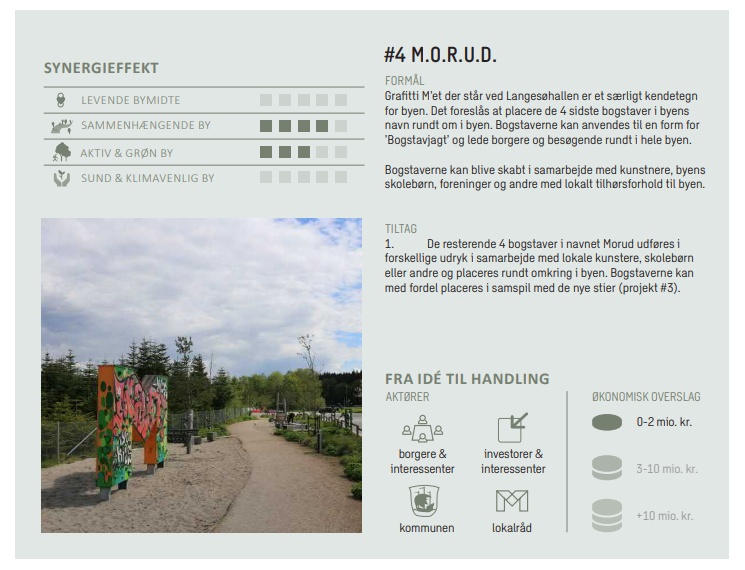 SYNERGIEFFEKT
LEVENDE BYMIDTE
SAMMENHÆNGENDE BY
AKTIV & GRØN BY
SUND & KLIMAVENLIG BY
#4 M.O.R.U.D.
FORMÅL
Grafitti M'et der står ved Langesøhallen er et særligt kendetegn
for byen. Det foreslås at placere de 4 sidste bogstaver i byens
navn rundt om i byen. Bogstaverne kan anvendes til en form for
'Bogstavjagt' og lede borgere og besøgende rundt i hele byen.
Bogstaverne kan blive skabt i samarbejde med kunstnere, byens
skolebørn, foreninger og andre med lokalt tilhørsforhold til byen.
TILTAG
1. De resterende 4 bogstaver i navnet Morud udføres i
forskellige udryk i samarbejde med lokale kunstere, skolebørn
eller andre og placeres rundt omkring i byen. Bogstaverne kan
med fordel placeres i samspil med de nye stier (projekt #3).
FRA IDÉ TIL HANDLING
AKTØRER
borgere &
interessenter
investorer &
interessenter
kommunen
lokalråd
ØKONOMISK OVERSLAG
0-2 mio. kr.
3-10 mio. kr.
+10 mio. kr.